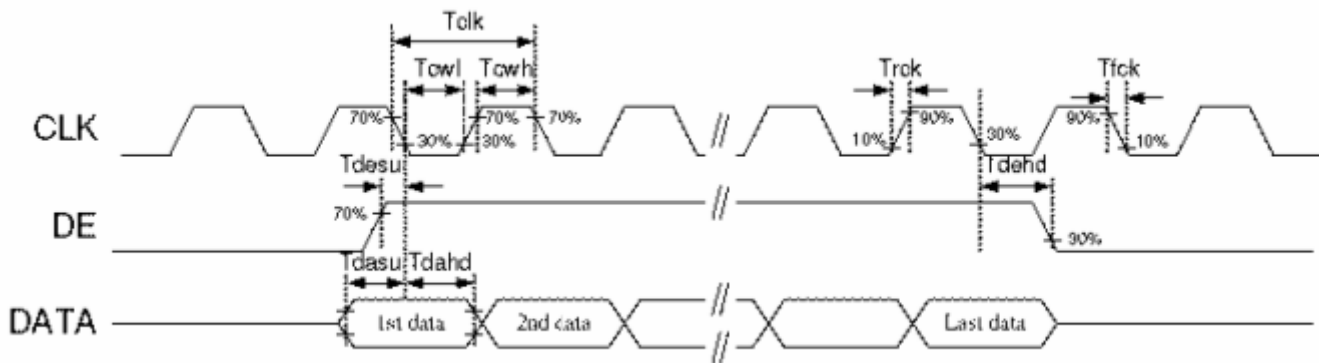 Tclk
Tcwl Tcwh Trck Tfck
CLK 70% 70% 70% 90% 30% 90%
30% 30% 10% 10%
Tdesu Tdehd
DE 70% 30%
Tdasu Tdahd
DATA 1st data 2nd data Last data